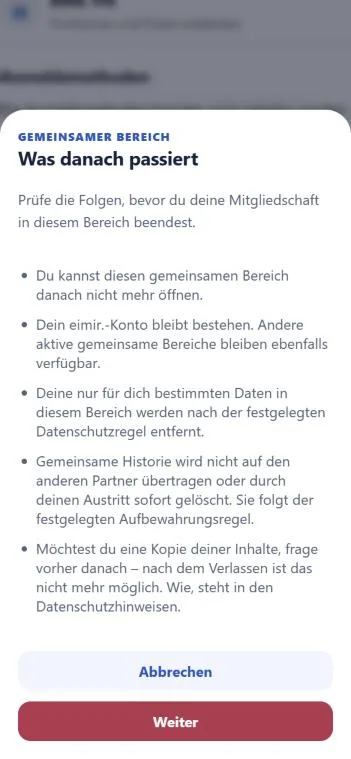 GEMEINSAMER BEREICH
Was danach passiert
Prüfe die Folgen, bevor du deine Mitgliedschaft
in diesem Bereich beendest.
• Du kannst diesen gemeinsamen Bereich
danach nicht mehr öffnen.
• Dein eimir.-Konto bleibt bestehen. Andere
aktive gemeinsame Bereiche bleiben ebenfalls
verfügbar.
• Deine nur für dich bestimmten Daten in
diesem Bereich werden nach der festgelegten
Datenschutzregel entfernt.
• Gemeinsame Historie wird nicht auf den
anderen Partner übertragen oder durch
deinen Austritt sofort gelöscht. Sie folgt der
festgelegten Aufbewahrungsregel.
• Möchtest du eine Kopie deiner Inhalte, frage
vorher danach – nach dem Verlassen ist das
nicht mehr möglich. Wie, steht in den
Datenschutzhinweisen.
Abbrechen
Weiter